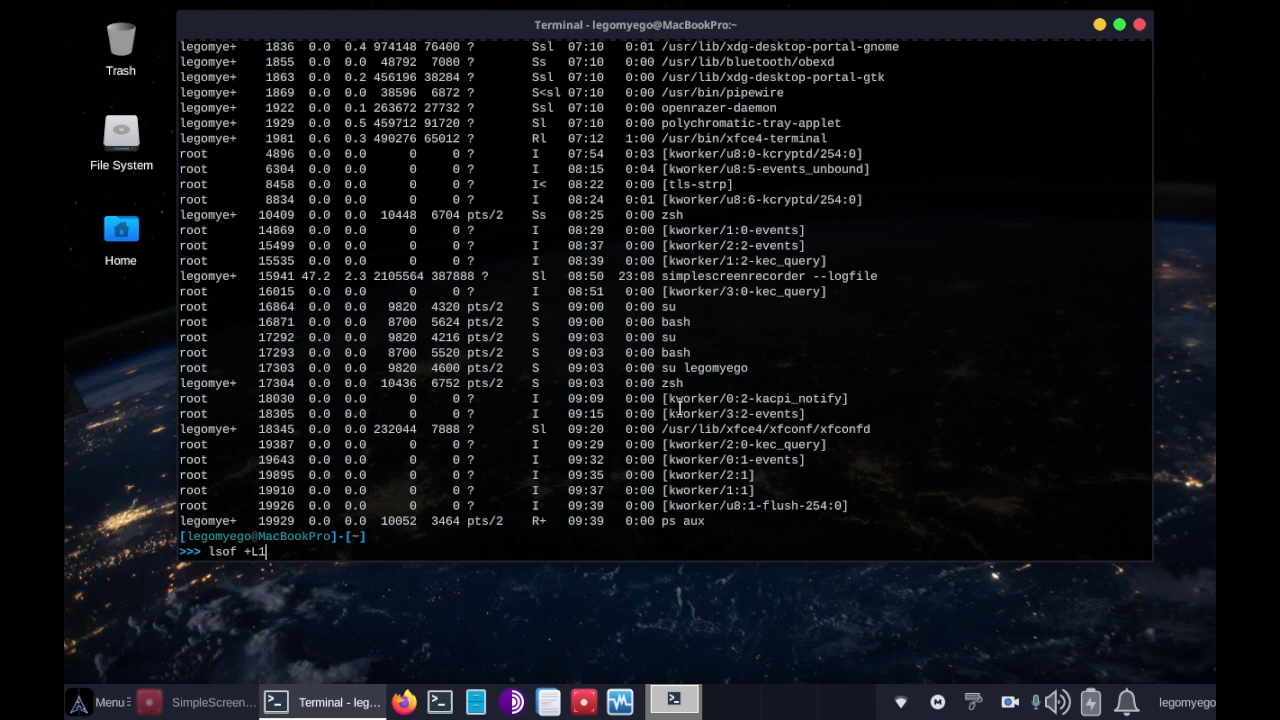 Terminal - legomyego@MacBookPro:~
Trash
File System
Home
legomye+ 1836 0.0 0.4 974148 76400 ? Ssl 07:10 0:01 /usr/lib/xdg-desktop-portal-gnome
legomye+ 1855 0.0 0.0 48792 7080 ? Ss 07:10 0:00 /usr/lib/bluetooth/obexd
legomye+ 1863 0.0 0.2 456196 38284 ? Ssl 07:10 0:00 /usr/lib/xdg-desktop-portal-gtk
legomye+ 1869 0.0 0.0 38596 6872 ? S<sl 07:10 0:00 /usr/bin/pipewire
legomye+ 1922 0.0 0.1 263672 27732 ? Ssl 07:10 0:00 openrazer-daemon
legomye+ 1929 0.0 0.5 459712 91720 ? Sl 07:10 0:00 polychromatic-tray-applet
legomye+ 1981 0.6 0.3 490276 65012 ? Rl 07:12 1:00 /usr/bin/xfce4-terminal
root 4896 0.0 0.0 0 0 ? I 07:54 0:03 [kworker/u8:0-kcryptd/254:0]
root 6304 0.0 0.0 0 0 ? I 08:15 0:04 [kworker/u8:5-events_unbound]
root 8458 0.0 0.0 0 0 ? I< 08:22 0:00 [tls-strp]
root 8834 0.0 0.0 0 0 ? I 08:24 0:01 [kworker/u8:6-kcryptd/254:0]
legomye+ 10409 0.0 0.0 10448 6704 pts/2 Ss 08:25 0:00 zsh
root 14869 0.0 0.0 0 0 ? I 08:29 0:00 [kworker/1:0-events]
root 15499 0.0 0.0 0 0 ? I 08:37 0:00 [kworker/2:2-events]
root 15535 0.0 0.0 0 0 ? I 08:39 0:00 [kworker/1:2-kec_query]
legomye+ 15941 47.2 2.3 2105564 387888 ? Sl 08:50 23:08 simplescreenrecorder --logfile
root 16015 0.0 0.0 0 0 ? I 08:51 0:00 [kworker/3:0-kec_query]
root 16864 0.0 0.0 9820 4320 pts/2 S 09:00 0:00 su
root 16871 0.0 0.0 8700 5624 pts/2 S 09:00 0:00 bash
root 17292 0.0 0.0 9820 4216 pts/2 S 09:03 0:00 su
root 17293 0.0 0.0 8700 5520 pts/2 S 09:03 0:00 bash
root 17303 0.0 0.0 9820 4600 pts/2 S 09:03 0:00 su legomyego
legomye+ 17304 0.0 0.0 10436 6752 pts/2 S 09:03 0:00 zsh
root 18030 0.0 0.0 0 0 ? I 09:09 0:00 [kworker/0:2-kacpi_notify]
root 18305 0.0 0.0 0 0 ? I 09:15 0:00 [kworker/3:2-events]
legomye+ 18345 0.0 0.0 232044 7888 ? Sl 09:20 0:00 /usr/lib/xfce4/xfconf/xfconfd
root 19387 0.0 0.0 0 0 ? I 09:29 0:00 [kworker/2:0-kec_query]
root 19643 0.0 0.0 0 0 ? I 09:32 0:00 [kworker/0:1-events]
root 19895 0.0 0.0 0 0 ? I 09:35 0:00 [kworker/2:1]
root 19910 0.0 0.0 0 0 ? I 09:37 0:00 [kworker/1:1]
root 19926 0.0 0.0 0 0 ? I 09:39 0:00 [kworker/u8:1-flush-254:0]
legomye+ 19929 0.0 0.0 10052 3464 pts/2 R+ 09:39 0:00 ps aux
[legomyego@MacBookPro]-[~]
>>> lsof +L1
Menu SimpleScreen... Terminal - leg... M legomyego